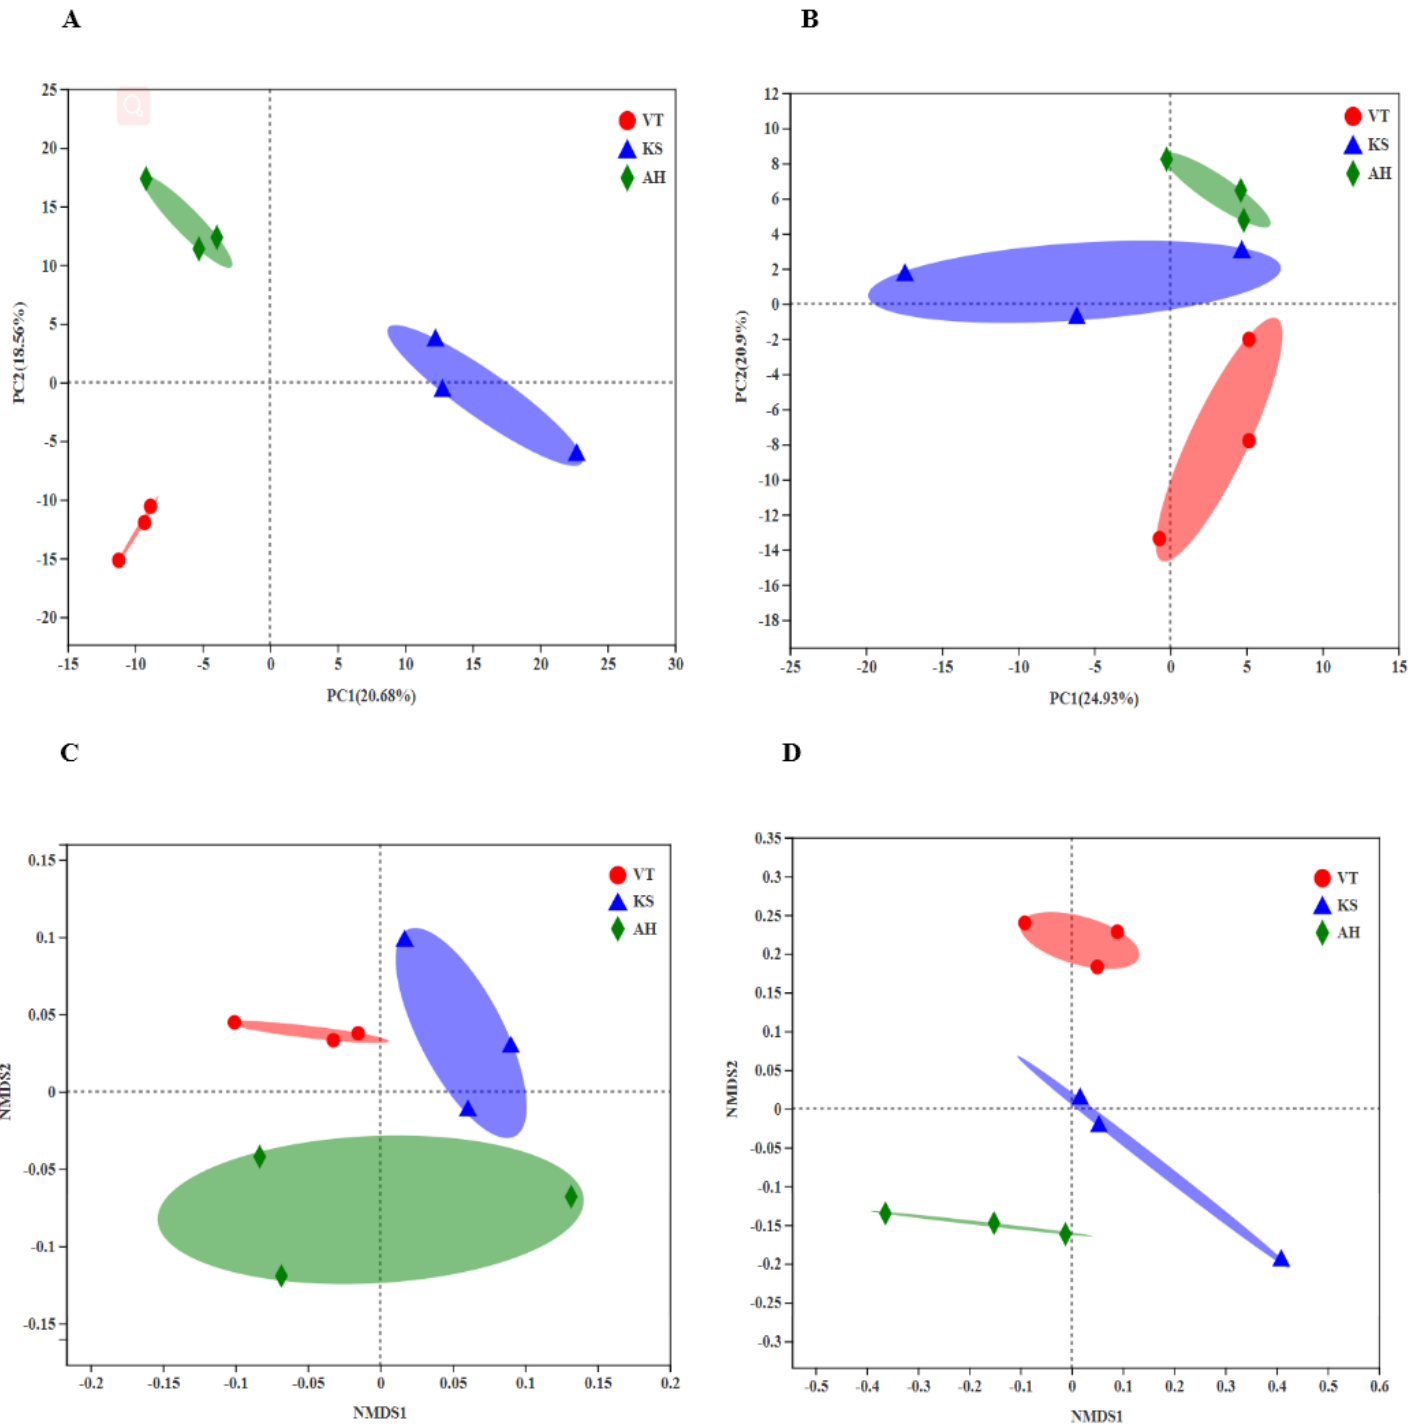 A
B
25
20
15
10
5
0
-5
-10
-15
-20
PC2(18.56%)
VT
KS
AH
-15 -10 -5 0 5 10 15 20 25 30
PC1(20.68%)
12
10
8
6
4
2
0
-2
-4
-6
-8
-10
-12
-14
-16
-18
PC2(20.9%)
VT
KS
AH
-25 -20 -15 -10 -5 0 5 10 15
PC1(24.93%)
C
D
0.15
0.1
0.05
0
-0.05
-0.1
-0.15
NMDS2
VT
KS
AH
-0.2 -0.15 -0.1 -0.05 0 0.05 0.1 0.15 0.2
NMDS1
0.35
0.3
0.25
0.2
0.15
0.1
0.05
0
-0.05
-0.1
-0.15
-0.2
-0.25
-0.3
NMDS2
VT
KS
AH
-0.5 -0.4 -0.3 -0.2 -0.1 0 0.1 0.2 0.3 0.4 0.5 0.6
NMDS1